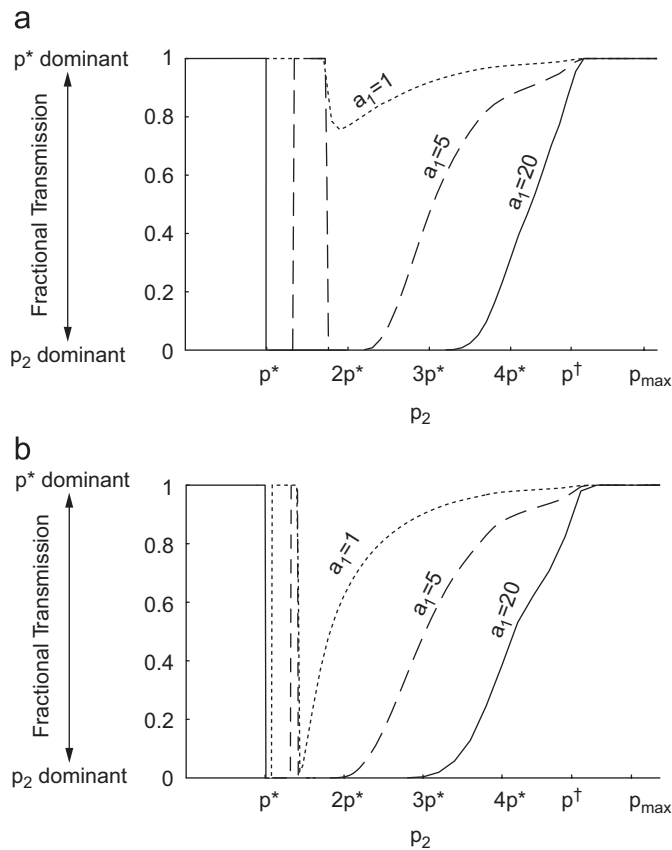 a
p* dominant
Fractional Transmission
p2 dominant
1
0.8
0.6
0.4
0.2
0
a1=1
a1=5
a1=20
p* 2p* 3p* 4p* p† pmax
p2
b
p* dominant
Fractional Transmission
p2 dominant
1
0.8
0.6
0.4
0.2
0
a1=1
a1=5
a1=20
p* 2p* 3p* 4p* p† pmax
p2